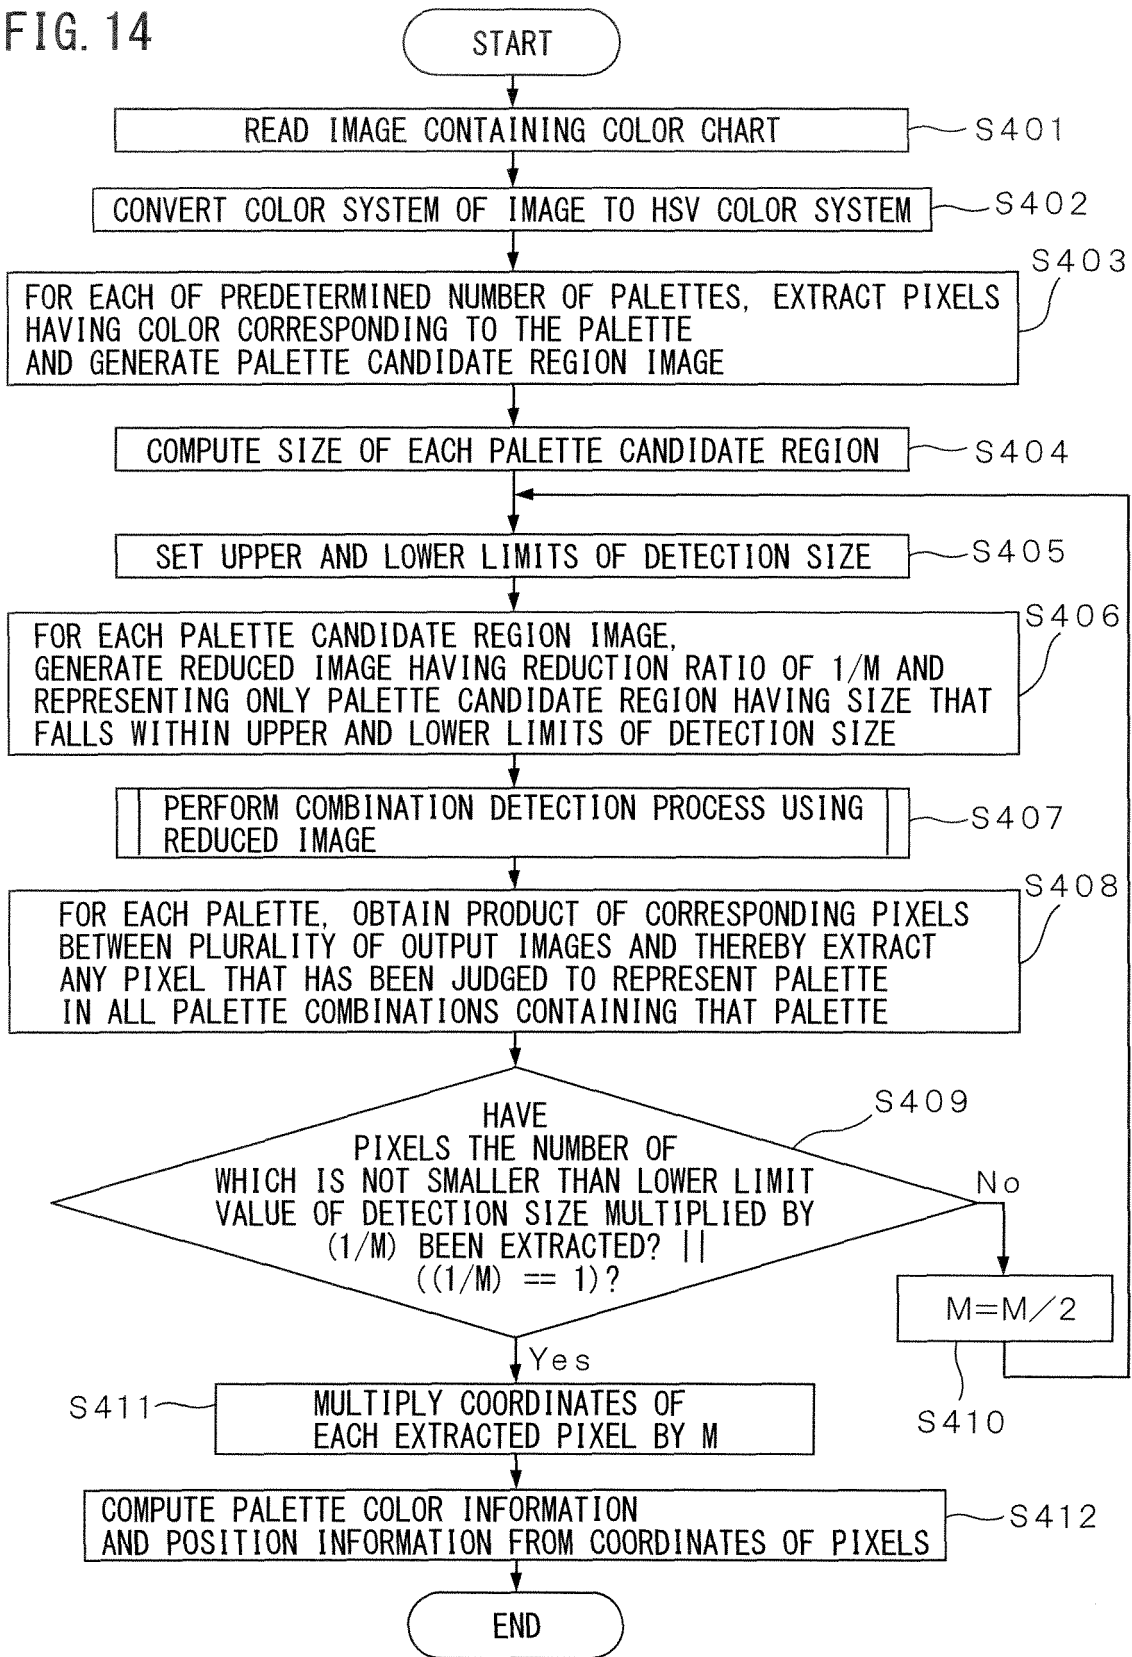 FIG. 14
START
READ IMAGE CONTAINING COLOR CHART
S401
CONVERT COLOR SYSTEM OF IMAGE TO HSV COLOR SYSTEM
S402
S403
FOR EACH OF PREDETERMINED NUMBER OF PALETTES, EXTRACT PIXELS
HAVING COLOR CORRESPONDING TO THE PALETTE
AND GENERATE PALETTE CANDIDATE REGION IMAGE
COMPUTE SIZE OF EACH PALETTE CANDIDATE REGION
S404
SET UPPER AND LOWER LIMITS OF DETECTION SIZE
S405
S406
FOR EACH PALETTE CANDIDATE REGION IMAGE,
GENERATE REDUCED IMAGE HAVING REDUCTION RATIO OF 1/M AND
REPRESENTING ONLY PALETTE CANDIDATE REGION HAVING SIZE THAT
FALLS WITHIN UPPER AND LOWER LIMITS OF DETECTION SIZE
PERFORM COMBINATION DETECTION PROCESS USING
REDUCED IMAGE
S407
S408
FOR EACH PALETTE, OBTAIN PRODUCT OF CORRESPONDING PIXELS
BETWEEN PLURALITY OF OUTPUT IMAGES AND THEREBY EXTRACT
ANY PIXEL THAT HAS BEEN JUDGED TO REPRESENT PALETTE
IN ALL PALETTE COMBINATIONS CONTAINING THAT PALETTE
S409
HAVE
PIXELS THE NUMBER OF
WHICH IS NOT SMALLER THAN LOWER LIMIT
VALUE OF DETECTION SIZE MULTIPLIED BY
(1/M) BEEN EXTRACTED? ||
((1/M) == 1)?
No
M=M/2
S410
Yes
S411
MULTIPLY COORDINATES OF
EACH EXTRACTED PIXEL BY M
COMPUTE PALETTE COLOR INFORMATION
AND POSITION INFORMATION FROM COORDINATES OF PIXELS
S412
END